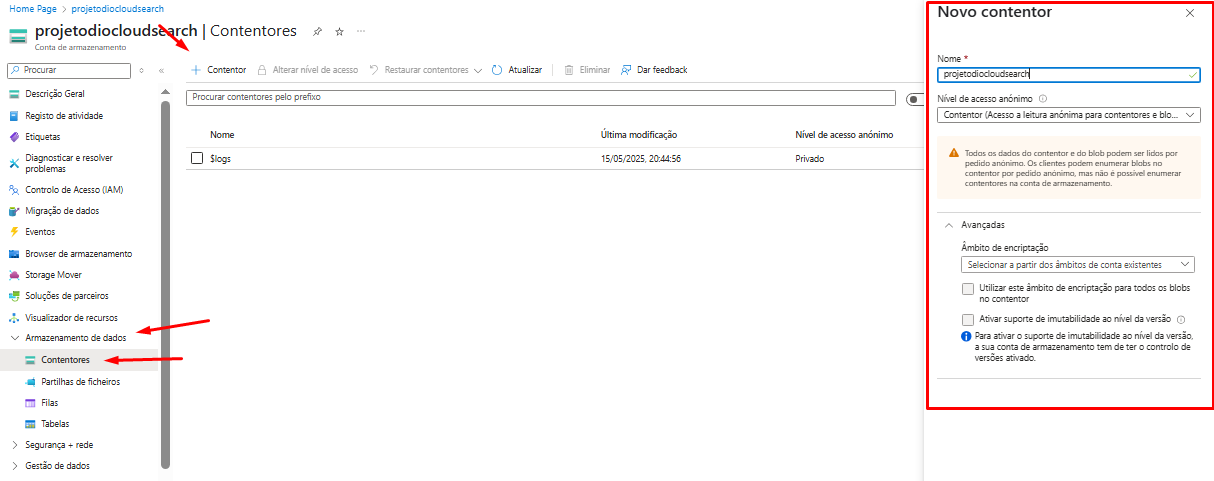 Home Page > projetodiocloudsearch
projetodiocloudsearch | Contentores
Conta de armazenamento
Procurar
Descrição Geral
Registo de atividade
Etiquetas
Diagnosticar e resolver
problemas
Controlo de Acesso (IAM)
Migração de dados
Eventos
Browser de armazenamento
Storage Mover
Soluções de parceiros
Visualizador de recursos
Armazenamento de dados
Contentores
Partilhas de ficheiros
Filas
Tabelas
Segurança + rede
Gestão de dados
+ Contentor Alterar nível de acesso Restaurar contentores Atualizar Eliminar Dar feedback
Procurar contentores pelo prefixo
Nome Última modificação Nível de acesso anónimo
$logs 15/05/2025, 20:44:56 Privado
Novo contentor
Nome *
projetodiocloudsearch
Nível de acesso anónimo
Contentor (Acesso a leitura anónima para contentores e blo...
Todos os dados do contentor e do blob podem ser lidos por
pedido anónimo. Os clientes podem enumerar blobs no
contentor por pedido anónimo, mas não é possível enumerar
contentores na conta de armazenamento.
Avançadas
Âmbito de encriptação
Selecionar a partir dos âmbitos de conta existentes
Utilizar este âmbito de encriptação para todos os blobs
no contentor
Ativar suporte de imutabilidade ao nível da versão
Para ativar o suporte de imutabilidade ao nível da versão,
a sua conta de armazenamento tem de ter o controlo de
versões ativado.